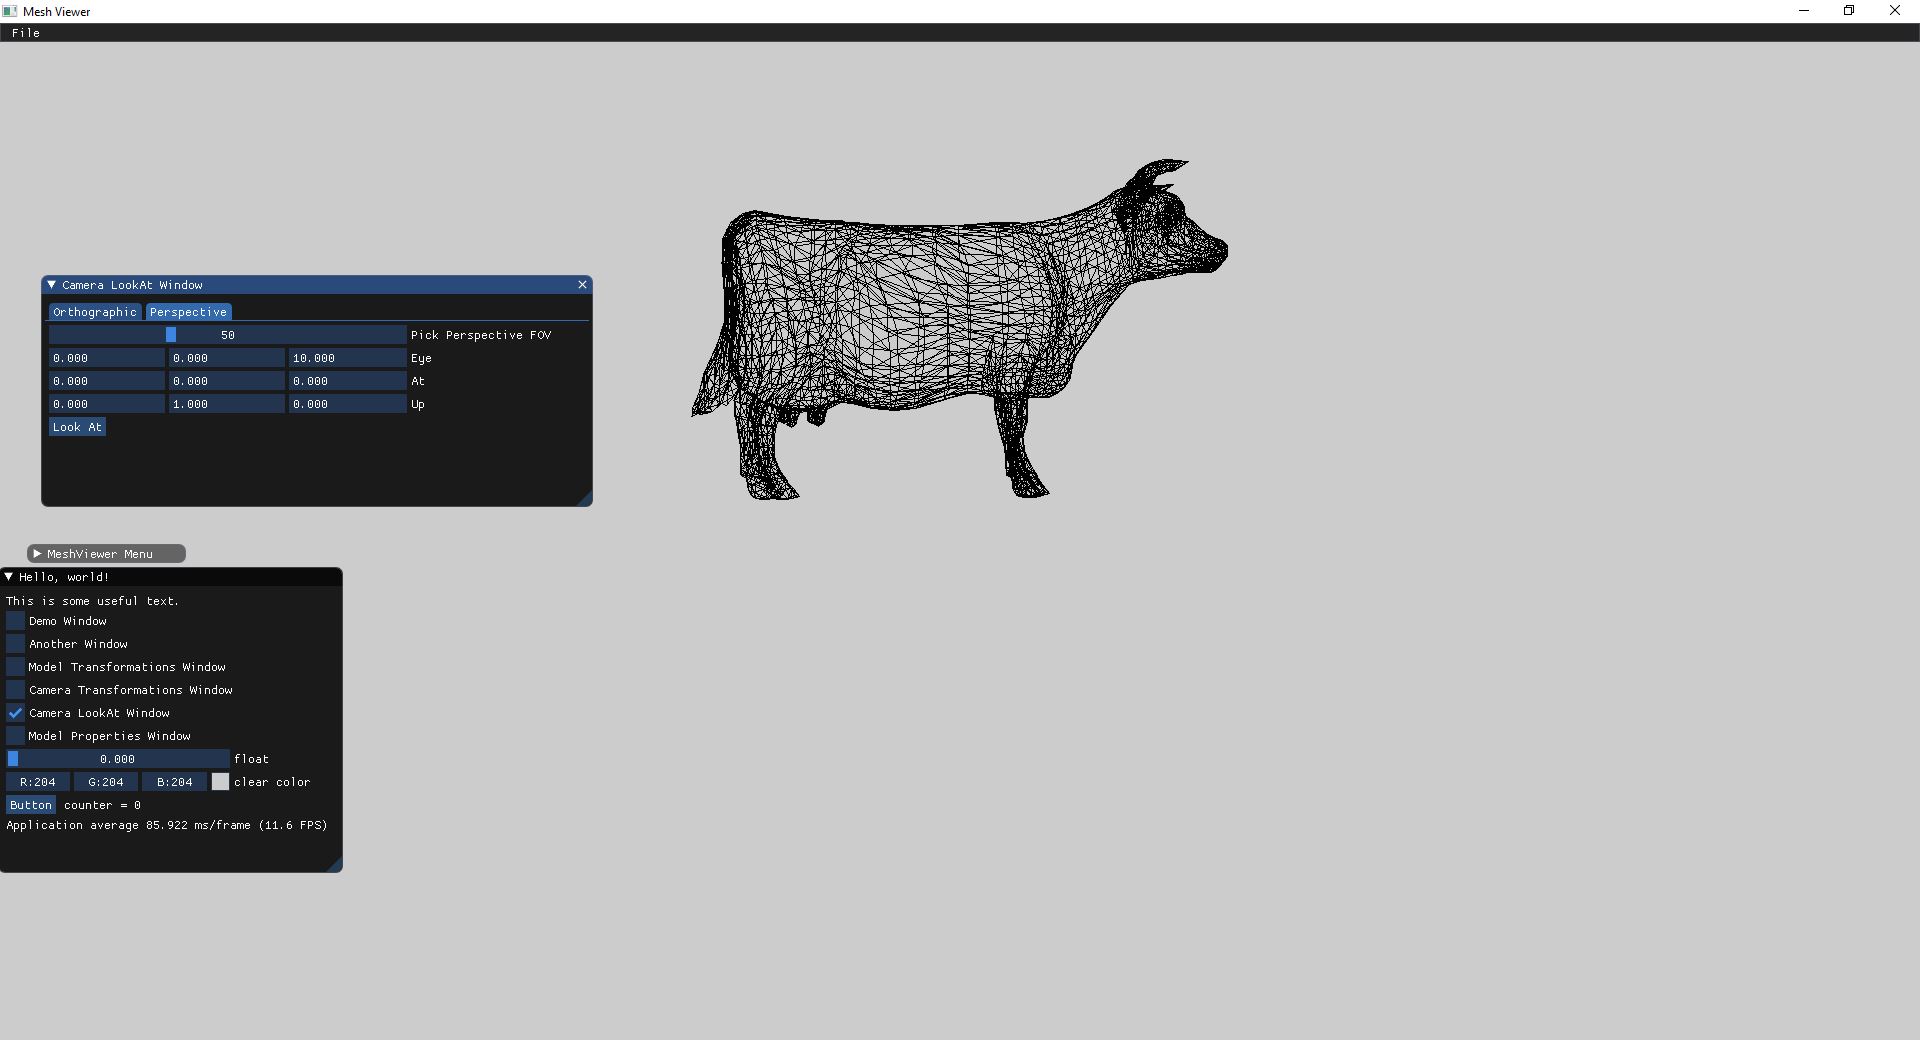 Mesh Viewer
File
Camera LookAt Window
Orthographic Perspective
50 Pick Perspective FOV
0.000 0.000 10.000 Eye
0.000 0.000 0.000 At
0.000 1.000 0.000 Up
Look At
MeshViewer Menu
Hello, world!
This is some useful text.
Demo Window
Another Window
Model Transformations Window
Camera Transformations Window
Camera LookAt Window
Model Properties Window
0.000 float
R:204 G:204 B:204 clear color
Button counter = 0
Application average 85.922 ms/frame (11.6 FPS)